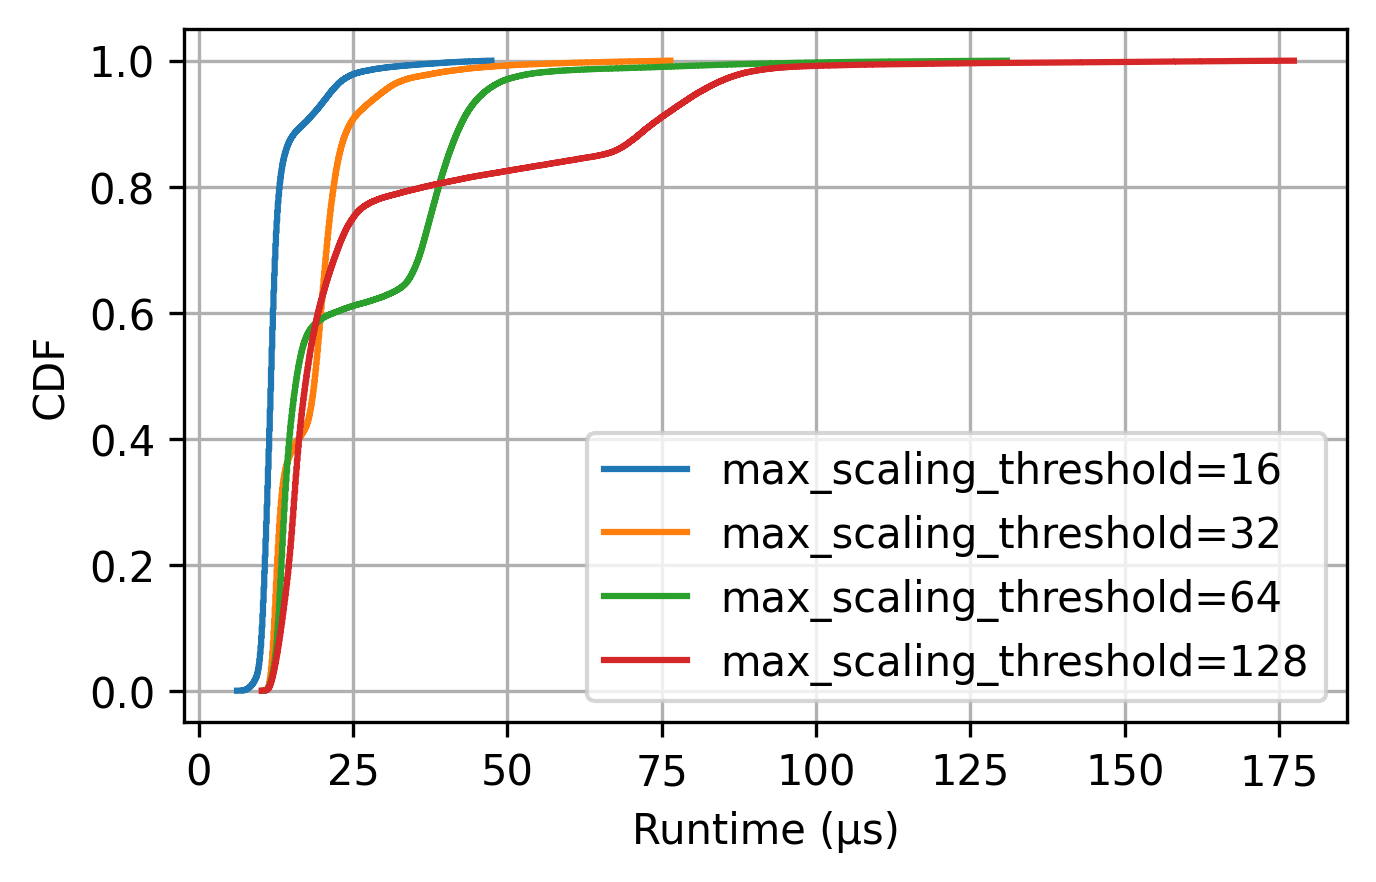 1.0
0.8
0.6
0.4
0.2
0.0
CDF
max_scaling_threshold=16
max_scaling_threshold=32
max_scaling_threshold=64
max_scaling_threshold=128
0 25 50 75 100 125 150 175
Runtime (µs)